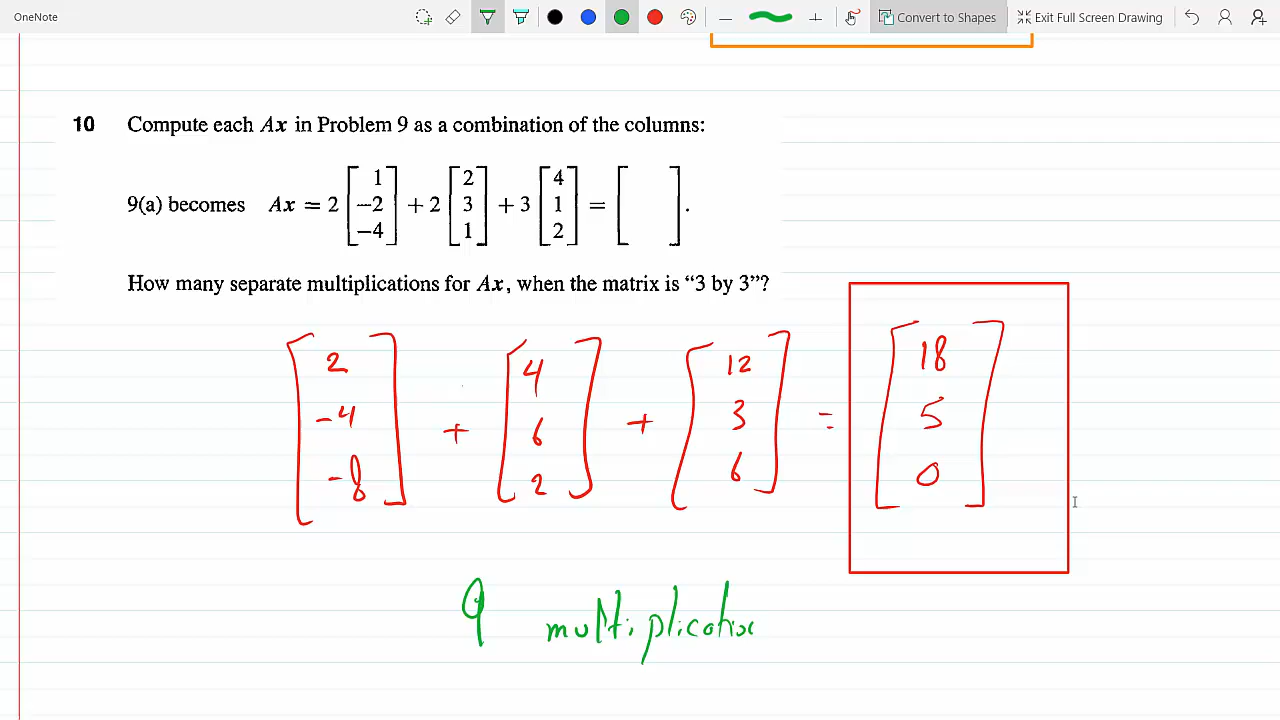 OneNote
Convert to Shapes Exit Full Screen Drawing
10 Compute each Ax in Problem 9 as a combination of the columns:
9(a) becomes Ax = 2 [1 -2 -4] + 2 [2 3 1] + 3 [4 1 2] = [ ].
How many separate multiplications for Ax, when the matrix is “3 by 3”?
[2 -4 -8] + [4 6 2] + [12 3 6] = [18 5 0]
9 multiplication